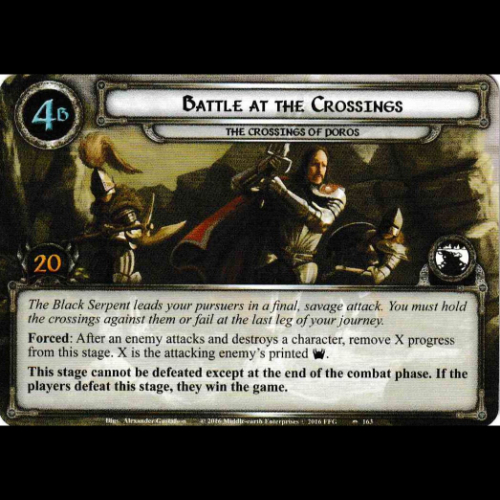 4B
BATTLE AT THE CROSSINGS
THE CROSSINGS OF POROS
20
The Black Serpent leads your pursuers in a final, savage attack. You must hold
the crossings against them or fail at the last leg of your journey.
Forced: After an enemy attacks and destroys a character, remove X progress
from this stage. X is the attacking enemy's printed
This stage cannot be defeated except at the end of the combat phase. If the
players defeat this stage, they win the game.
Illus. Alexandr Gustafson © 2016 Middle-earth Enterprises © 2016 FFG 163